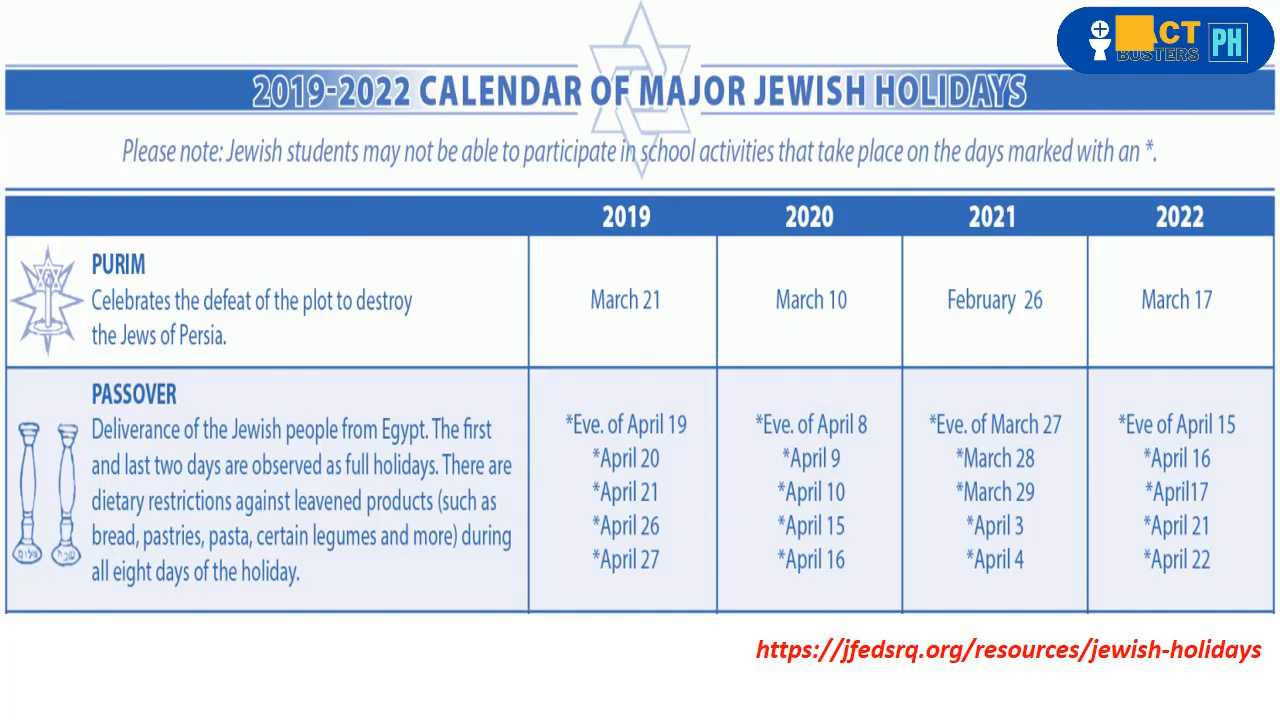 ACT
BUSTERS
PH
2019-2022 CALENDAR OF MAJOR JEWISH HOLIDAYS
Please note: Jewish students may not be able to participate in school activities that take place on the days marked with an *.
2019 2020 2021 2022
PURIM
Celebrates the defeat of the plot to destroy
the Jews of Persia.
March 21 March 10 February 26 March 17
PASSOVER
Deliverance of the Jewish people from Egypt. The first
and last two days are observed as full holidays. There are
dietary restrictions against leavened products (such as
bread, pastries, pasta, certain legumes and more) during
all eight days of the holiday.
*Eve. of April 19 *Eve. of April 8 *Eve. of March 27 *Eve of April 15
*April 20 *April 9 *March 28 *April 16
*April 21 *April 10 *March 29 *April17
*April 26 *April 15 *April 3 *April 21
*April 27 *April 16 *April 4 *April 22
https://jfedsrq.org/resources/jewish-holidays